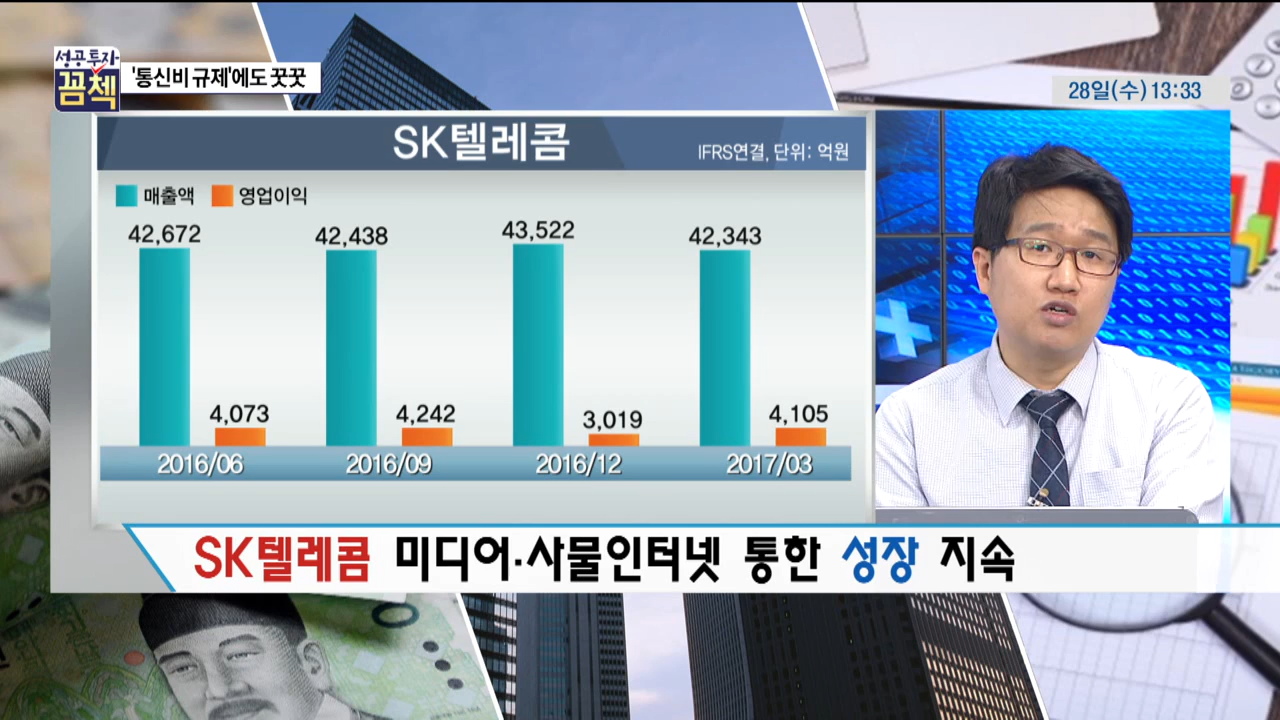 성공투자
꼼첵
'통신비 규제'에도 꿋꿋
28일(수) 13:33
SK텔레콤
IFRS연결, 단위: 억원
매출액 영업이익
42,672 4,073 42,438 4,242 43,522 3,019 42,343 4,105
2016/06 2016/09 2016/12 2017/03
SK텔레콤 미디어·사물인터넷 통한 성장 지속